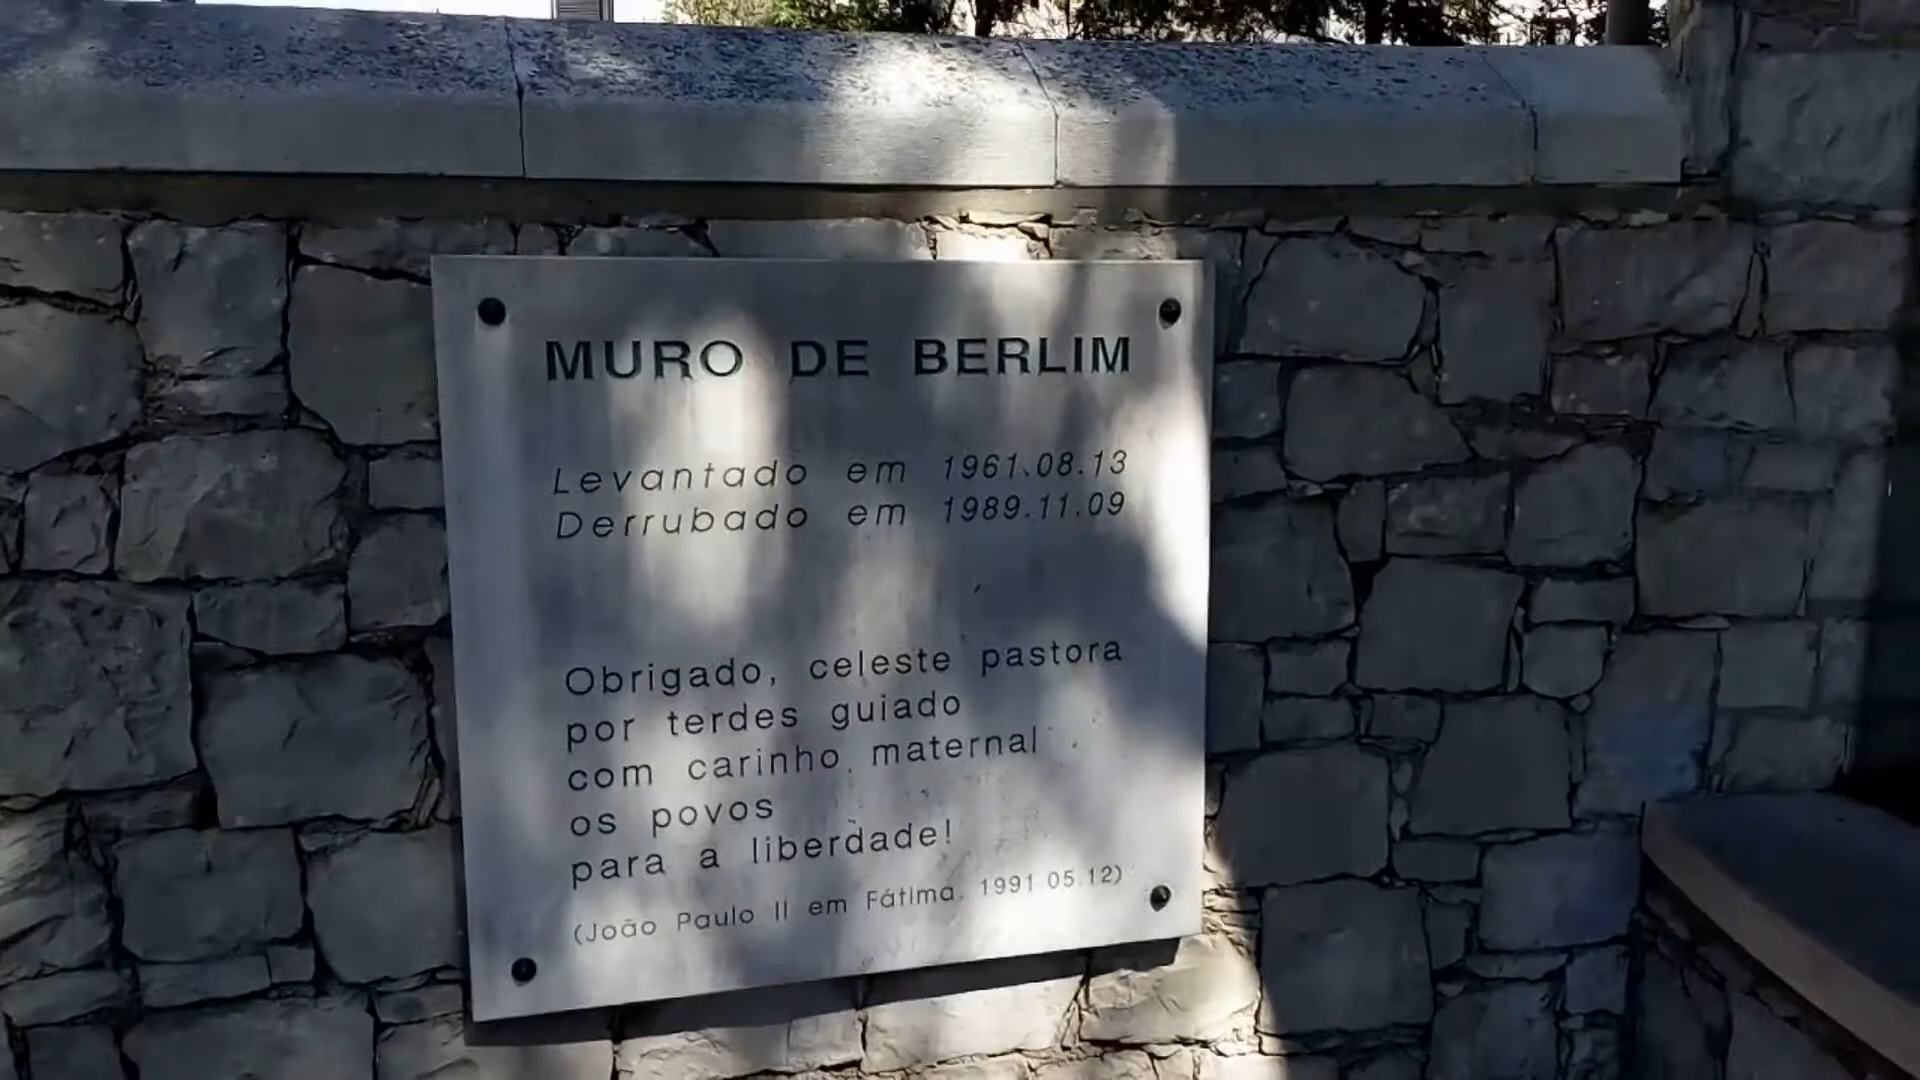 MURO DE BERLIM
Levantado em 1961.08.13
Derrubado em 1989.11.09
Obrigado, celeste pastora
por terdes guiado
com carinho maternal
os povos
para a liberdade!
(João Paulo II em Fátima. 1991.05.12)